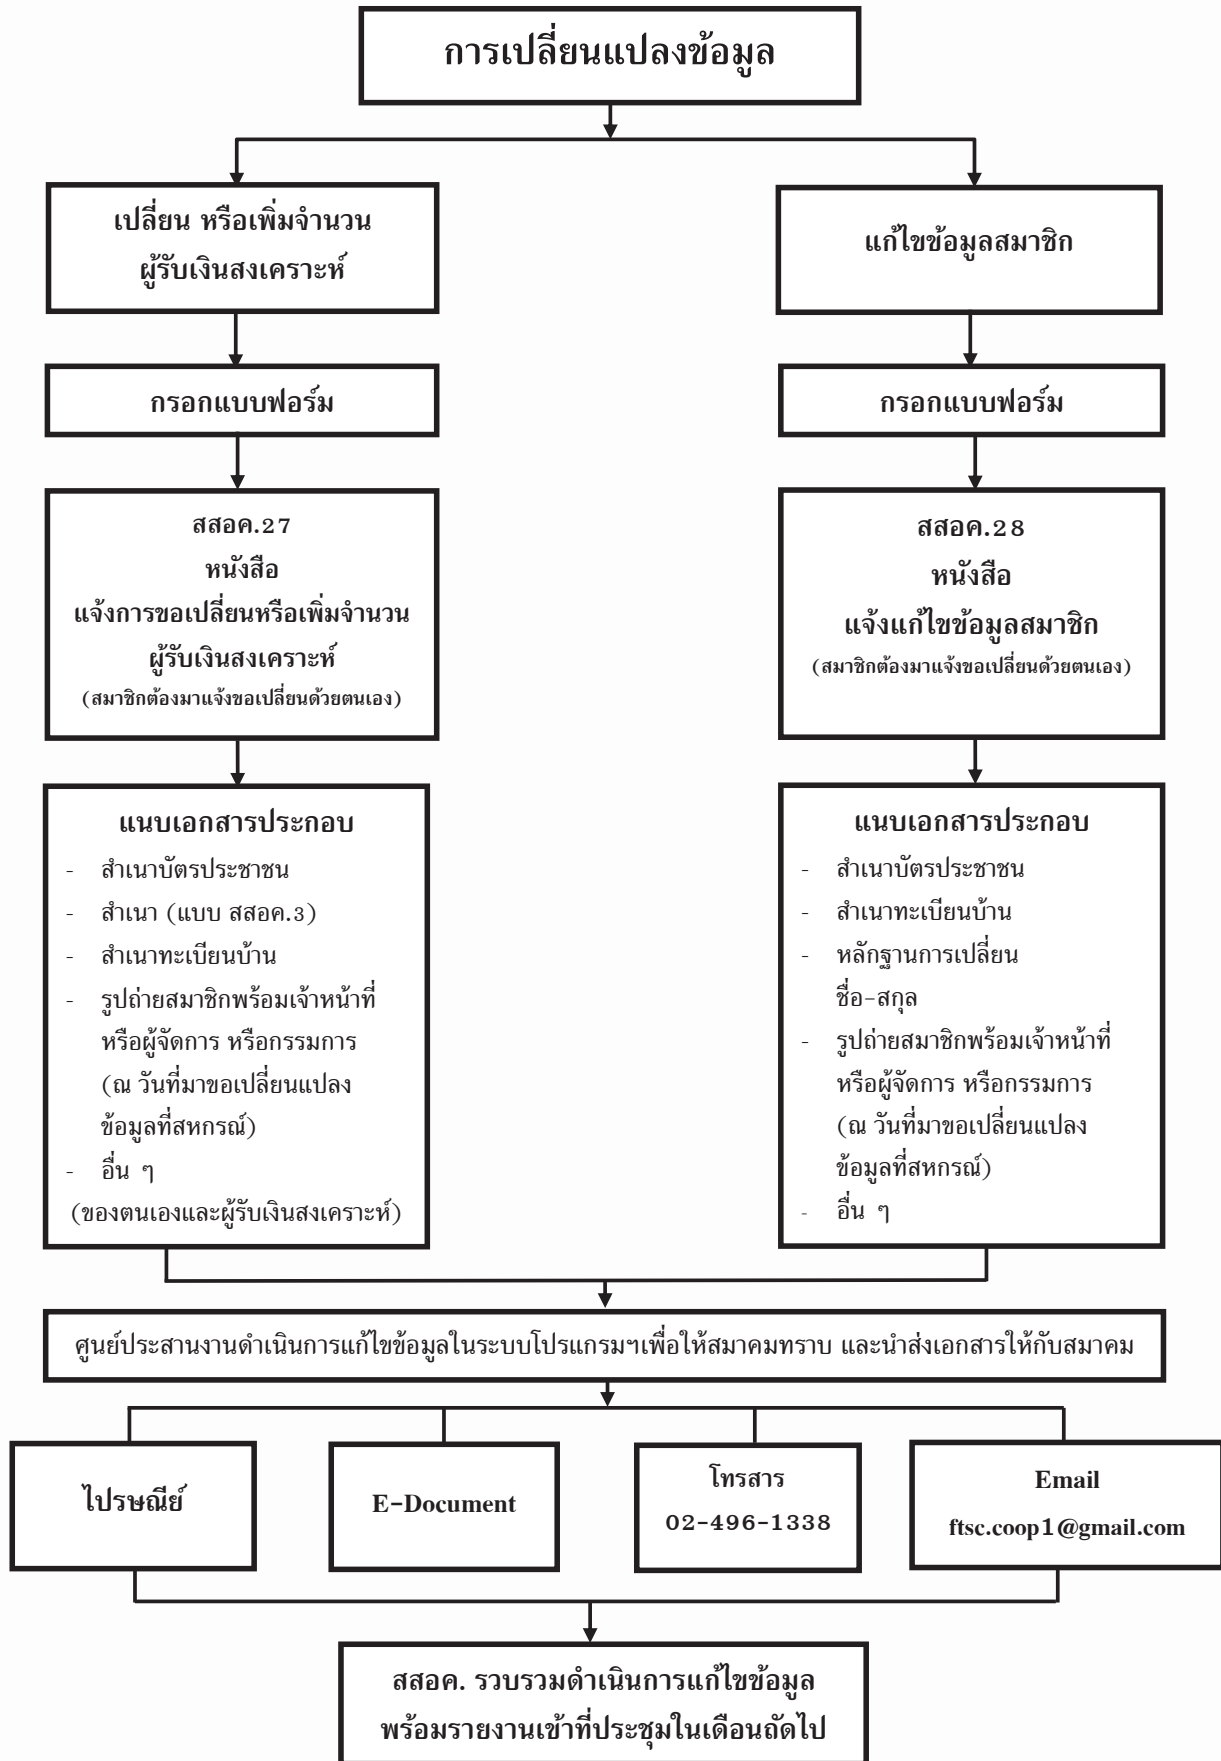 การเปลี่ยนแปลงข้อมูล
เปลี่ยน หรือเพิ่มจำนวน
ผู้รับเงินสงเคราะห์
กรอกแบบฟอร์ม
สสอค.27
หนังสือ
แจ้งการขอเปลี่ยนหรือเพิ่มจำนวน
ผู้รับเงินสงเคราะห์
(สมาชิกต้องมาแจ้งขอเปลี่ยนด้วยตนเอง)
แนบเอกสารประกอบ
- สำเนาบัตรประชาชน
- สำเนา (แบบ สสอค.3)
- สำเนาทะเบียนบ้าน
- รูปถ่ายสมาชิกพร้อมเจ้าหน้าที่
หรือผู้จัดการ หรือกรรมการ
(ณ วันที่มาขอเปลี่ยนแปลง
ข้อมูลที่สหกรณ์)
- อื่น ๆ
(ของตนเองและผู้รับเงินสงเคราะห์)
แก้ไขข้อมูลสมาชิก
กรอกแบบฟอร์ม
สสอค.28
หนังสือ
แจ้งแก้ไขข้อมูลสมาชิก
(สมาชิกต้องมาแจ้งขอเปลี่ยนด้วยตนเอง)
แนบเอกสารประกอบ
- สำเนาบัตรประชาชน
- สำเนาทะเบียนบ้าน
- หลักฐานการเปลี่ยน
ชื่อ-สกุล
- รูปถ่ายสมาชิกพร้อมเจ้าหน้าที่
หรือผู้จัดการ หรือกรรมการ
(ณ วันที่มาขอเปลี่ยนแปลง
ข้อมูลที่สหกรณ์)
- อื่น ๆ
ศูนย์ประสานงานดำเนินการแก้ไขข้อมูลในระบบโปรแกรมฯเพื่อให้สมาคมทราบ และนำส่งเอกสารให้กับสมาคม
ไปรษณีย์
E-Document
โทรสาร
02-496-1338
Email
ftsc.coop1@gmail.com
สสอค. รวบรวมดำเนินการแก้ไขข้อมูล
พร้อมรายงานเข้าที่ประชุมในเดือนถัดไป